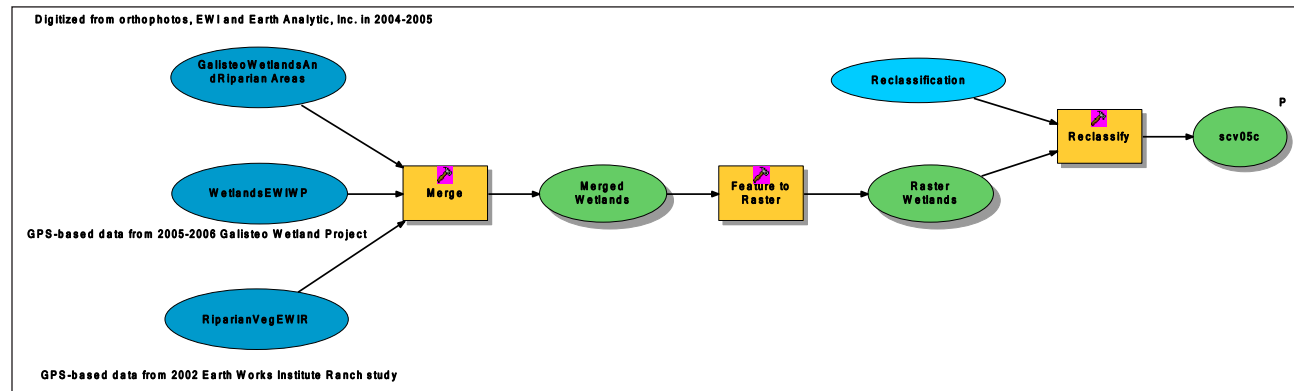 Digitized from orthophotos, EWI and Earth Analytic, Inc. in 2004-2005
GalisteoWetlandsAn
dRiparian Areas
Reclassification
P
Reclassify
scv05c
WetlandsEWIWP
Merge
Merged
Wetlands
Feature to
Raster
Raster
Wetlands
GPS-based data from 2005-2006 Galisteo Wetland Project
RiparianVegEWIR
GPS-based data from 2002 Earth Works Institute Ranch study